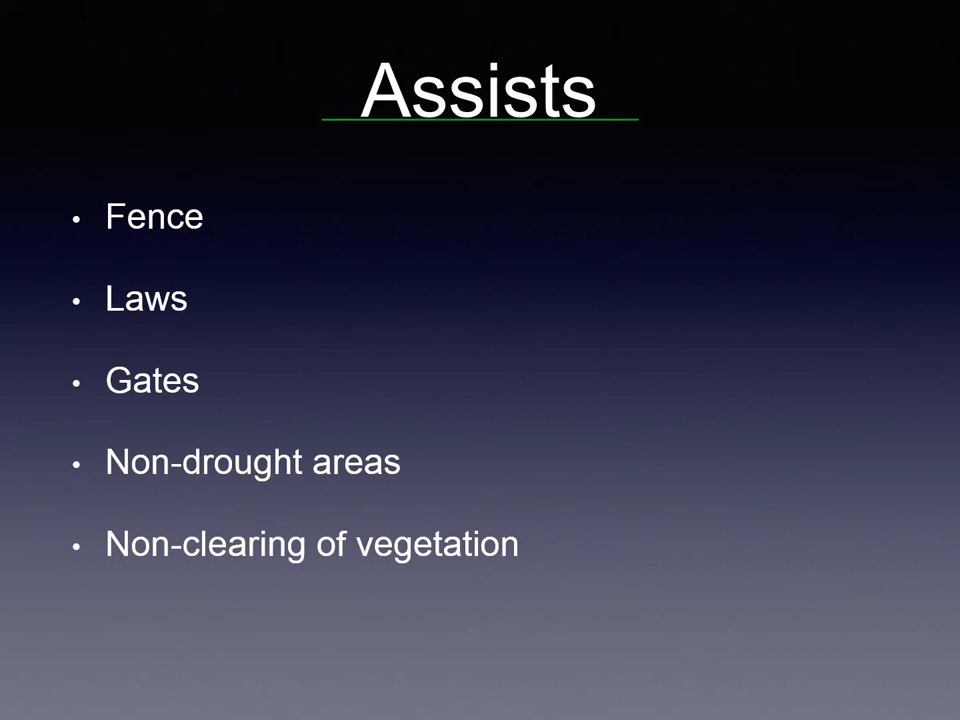 Assists
• Fence
• Laws
• Gates
• Non-drought areas
• Non-clearing of vegetation